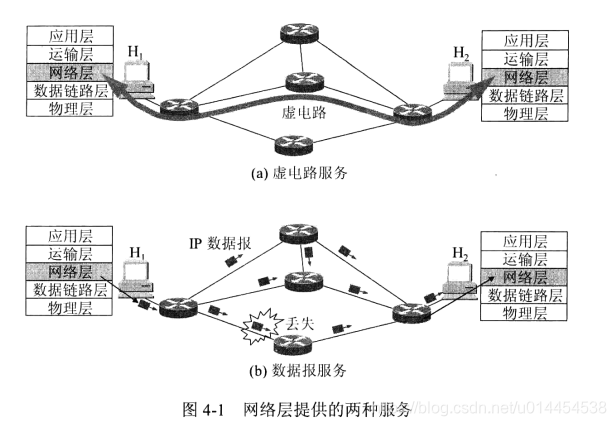 应用层
运输层
网络层
数据链路层
物理层
H₁
H₂
应用层
运输层
网络层
数据链路层
物理层
虚电路
(a) 虚电路服务
应用层
运输层
网络层
数据链路层
物理层
H₁
IP 数据报
丢失
H₂
应用层
运输层
网络层
数据链路层
物理层
(b) 数据报服务
图 4-1 网络层提供的两种服务
blog.csdn.net/u014454538